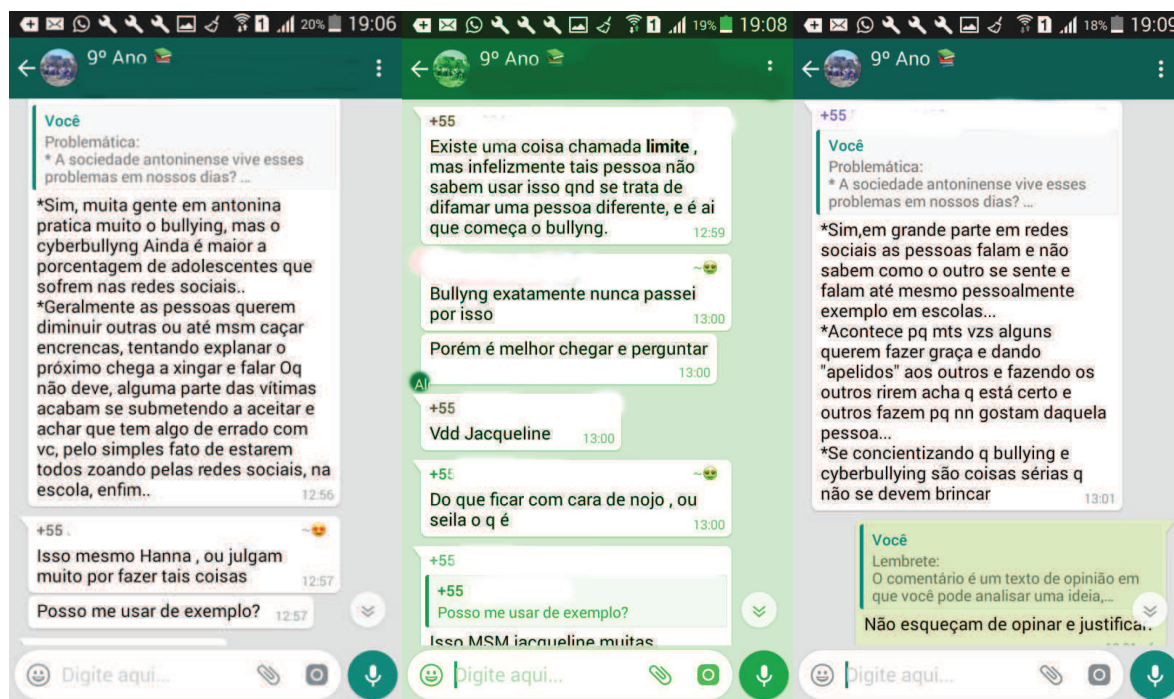 20% 19:06
9º Ano
Você
Problemática:
* A sociedade antoninense vive esses
problemas em nossos dias? ...
*Sim, muita gente em antonina
pratica muito o bullying, mas o
cyberbullyng Ainda é maior a
porcentagem de adolescentes que
sofrem nas redes sociais..
*Geralmente as pessoas querem
diminuir outras ou até msm caçar
encrencas, tentando explanar o
próximo chega a xingar e falar Oq
não deve, alguma parte das vítimas
acabam se submetendo a aceitar e
achar que tem algo de errado com
vc, pelo simples fato de estarem
todos zoando pelas redes sociais, na
escola, enfim..
12:56
+55
~
Isso mesmo Hanna , ou julgam
muito por fazer tais coisas
12:57
Posso me usar de exemplo? 12:57
Digite aqui...
19% 19:08
9º Ano
+55
Existe uma coisa chamada limite ,
mas infelizmente tais pessoa não
sabem usar isso qnd se trata de
difamar uma pessoa diferente, e é ai
que começa o bullyng.
12:59
~
Bullyng exatamente nunca passei
por isso
13:00
Porém é melhor chegar e perguntar
13:00
Al
+55
Vdd Jacqueline 13:00
+55
~
Do que ficar com cara de nojo , ou
seila o q é
13:00
+55
+55
Posso me usar de exemplo?
Isso MSM jacqueline muitas
Digite aqui...
18% 19:09
9º Ano
+55
Você
Problemática:
* A sociedade antoninense vive esses
problemas em nossos dias? ...
*Sim,em grande parte em redes
sociais as pessoas falam e não
sabem como o outro se sente e
falam até mesmo pessoalmente
exemplo em escolas...
*Acontece pq mts vzs alguns
querem fazer graça e dando
"apelidos" aos outros e fazendo os
outros rirem acha q está certo e
outros fazem pq nn gostam daquela
pessoa...
*Se concientizando q bullying e
cyberbullying são coisas sérias q
não se devem brincar
13:01
Você
Lembrete:
O comentário é um texto de opinião em
que você pode analisar uma ideia,...
Não esqueçam de opinar e justificar.
Digite aqui...